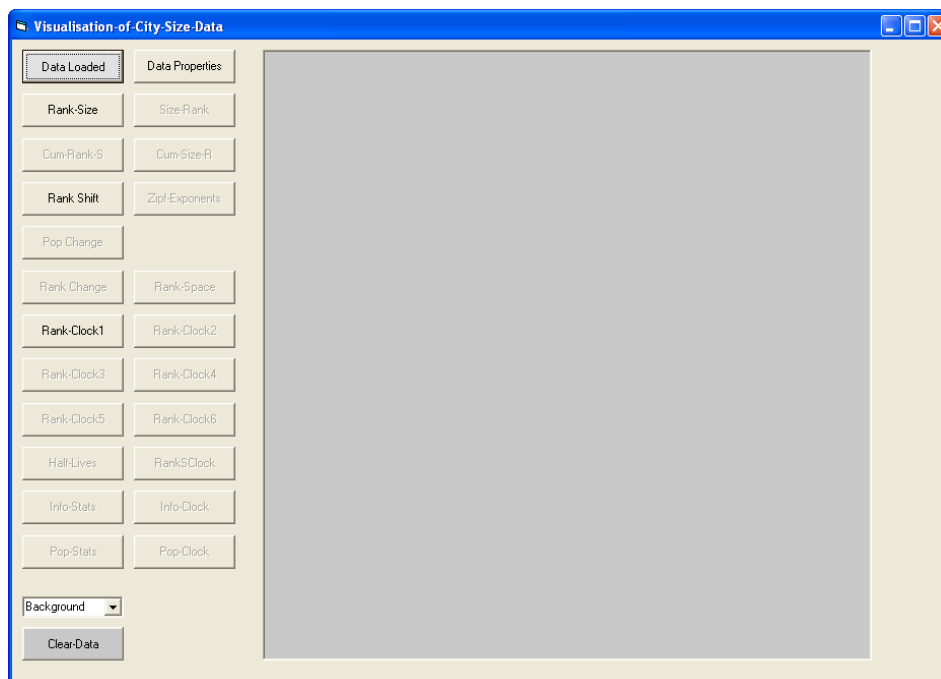 Visualisation-of-City-Size-Data
Data Loaded Data Properties
Rank-Size Size-Rank
Cum-Rank-S Cum-Size-R
Rank Shift Zipf-Exponents
Pop Change
Rank Change Rank-Space
Rank-Clock1 Rank-Clock2
Rank-Clock3 Rank-Clock4
Rank-Clock5 Rank-Clock6
Half-Lives RankSClock
Info-Stats Info-Clock
Pop-Stats Pop-Clock
Background
Clear-Data